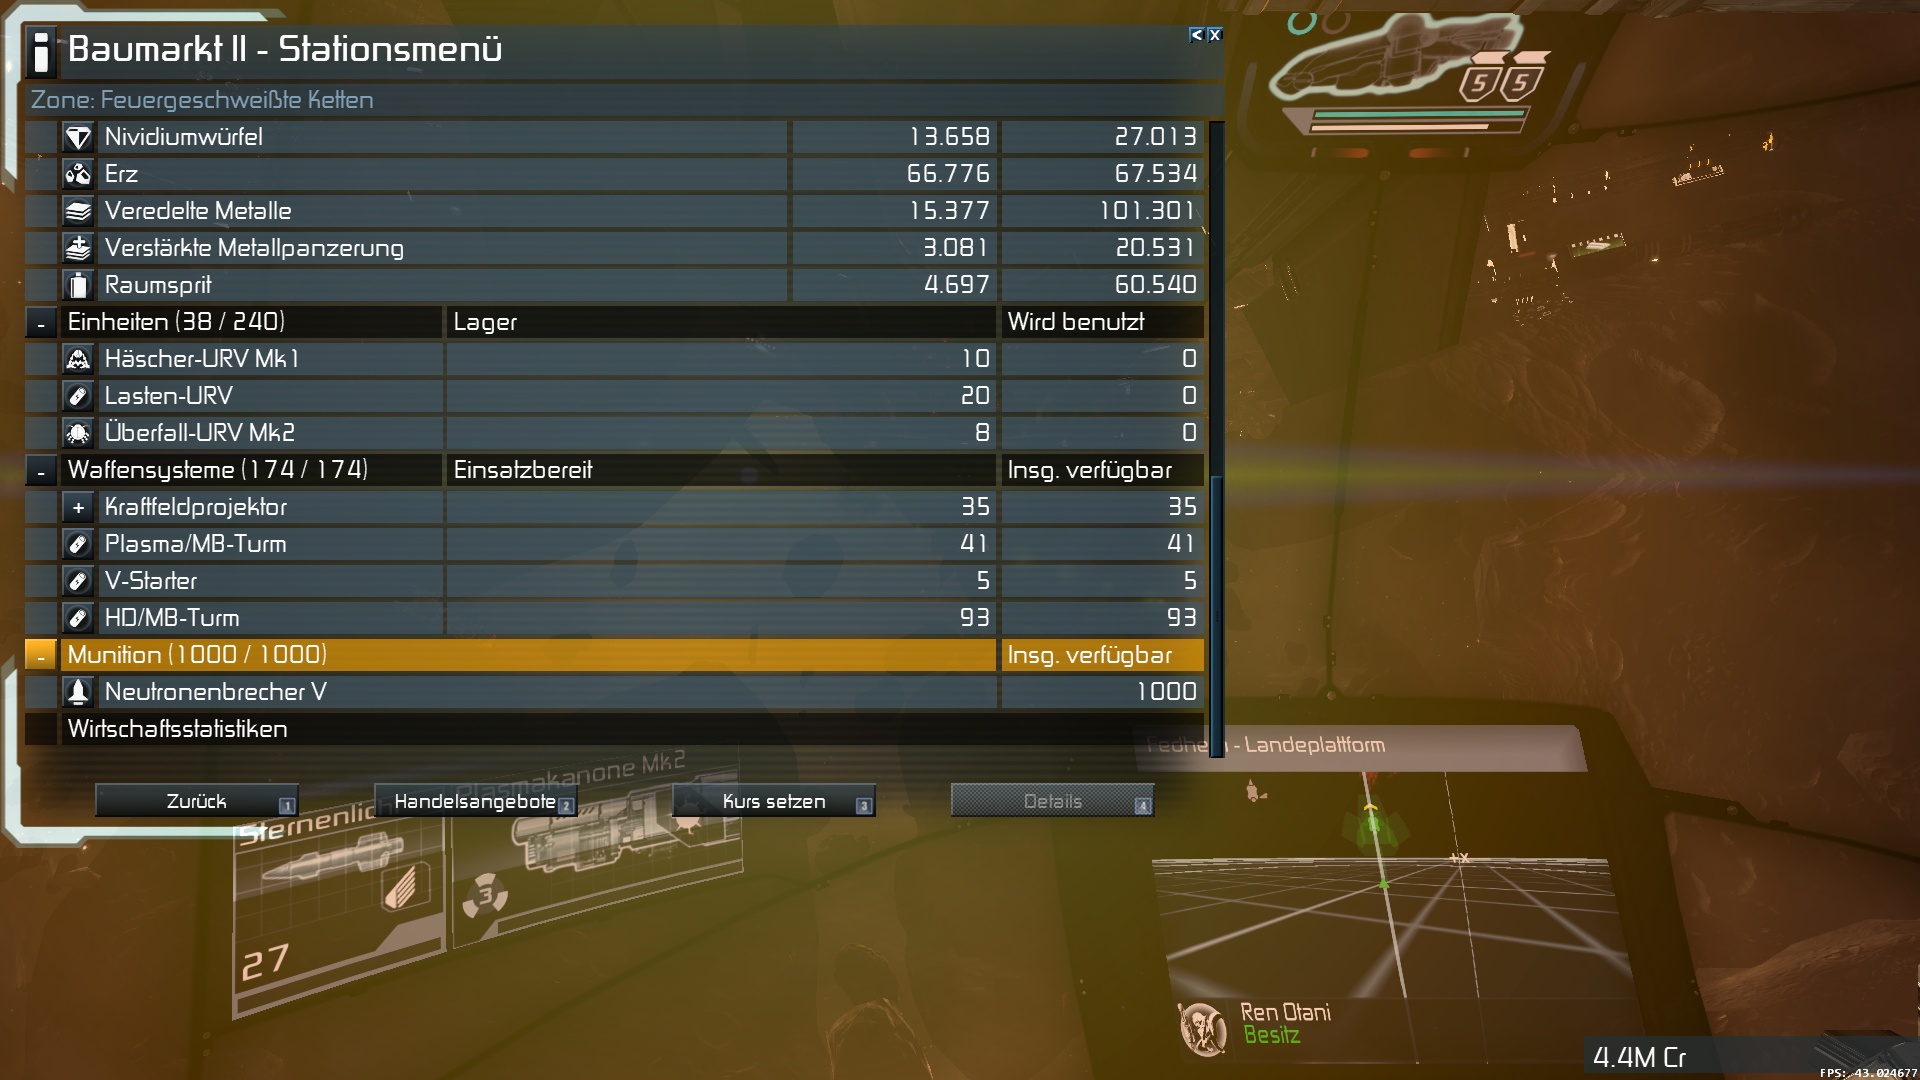 Baumarkt II - Stationsmenü
< x
Zone: Feuergeschweißte Ketten
Nividiumwürfel 13.658 27.013
Erz 66.776 67.534
Veredelte Metalle 15.377 101.301
Verstärkte Metallpanzerung 3.081 20.531
Raumsprit 4.697 60.540
- Einheiten (38 / 240) Lager Wird benutzt
Häscher-URV Mk1 10 0
Lasten-URV 20 0
Überfall-URV Mk2 8 0
- Waffensysteme (174 / 174) Einsatzbereit Insg. verfügbar
+ Kraftfeldprojektor 35 35
Plasma/MB-Turm 41 41
V-Starter 5 5
HD/MB-Turm 93 93
- Munition (1000 / 1000) Insg. verfügbar
Neutronenbrecher V 1000
Wirtschaftsstatistiken
Zurück 1
Handelsangebote 2
Kurs setzen 3
Details 4
5 5
Plasmakanone Mk2
3
27
- Landeplattform
Ren Otani
Besitz
4.4M Cr
FPS: 43.024677